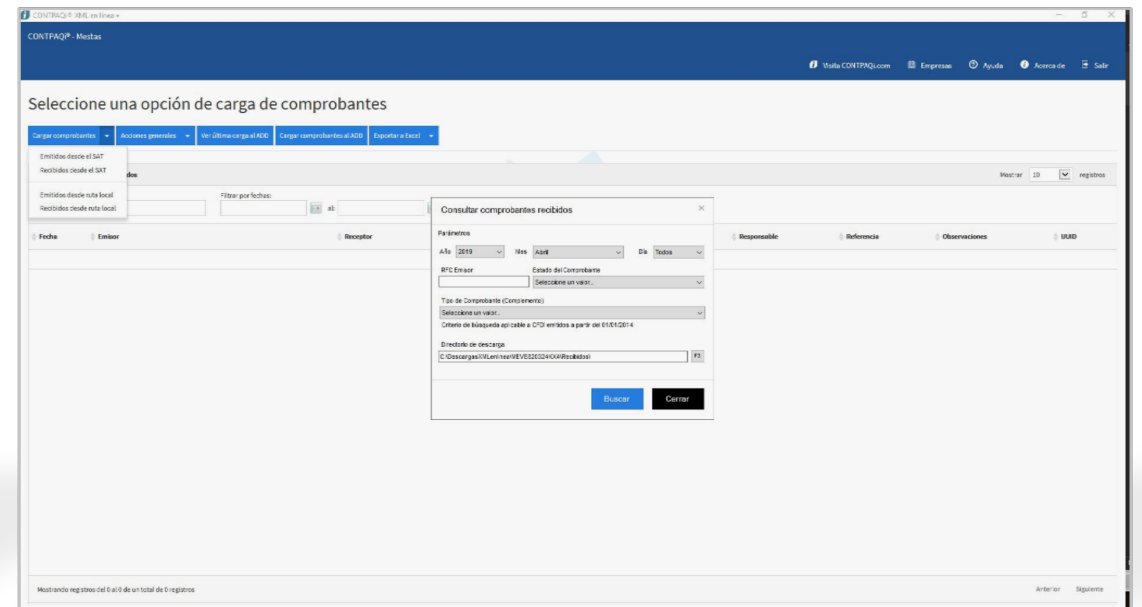 CONTPAQi® XML en línea +
CONTPAQi® - Mestas
Visita CONTPAQi.com Empresas Ayuda Acerca de Salir
Seleccione una opción de carga de comprobantes
Cargar comprobantes Acciones generales Ver última carga al ADD Cargar comprobantes al ADD Exportar a Excel
Emitidos desde el SAT
Recibidos desde el SAT
Emitidos desde ruta local
Recibidos desde ruta local
dos
Mostrar 10 registros
Filtrar por fechas:
al:
Fecha Emisor Receptor Responsable Referencia Observaciones UUID
Consultar comprobantes recibidos
Parámetros
Año 2019 Mes Abril Día Todos
RFC Emisor Estado del Comprobante
Seleccione un valor...
Tipo de Comprobante (Complemento)
Seleccione un valor...
Criterio de búsqueda aplicable a CFDI emitidos a partir del 01/01/2014
Directorio de descarga
F3
Buscar Cerrar
Mostrando registros del 0 al 0 de un total de 0 registros
Anterior Siguiente